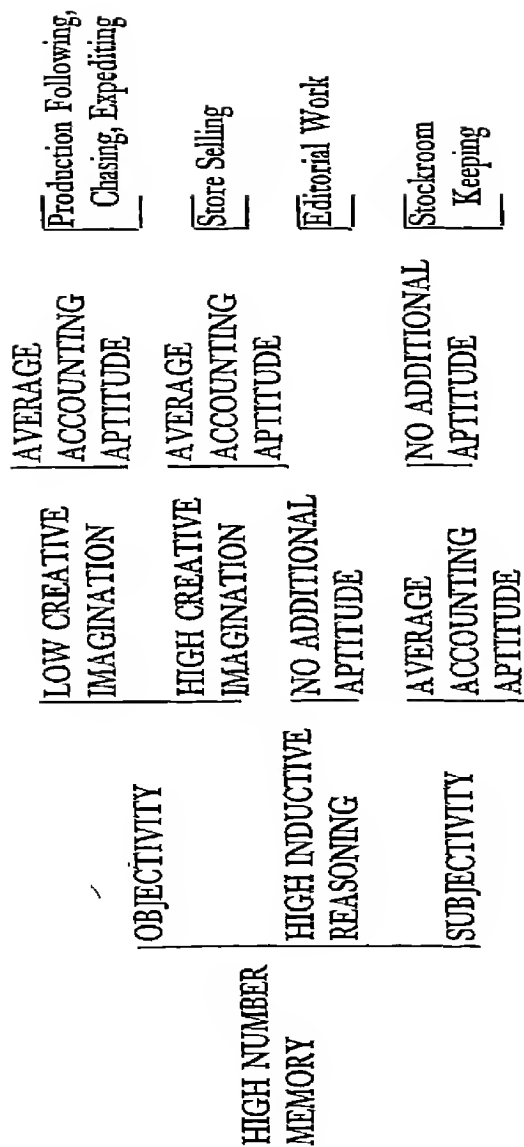 HIGH NUMBER
MEMORY
OBJECTIVITY
LOW CREATIVE
IMAGINATION
AVERAGE
ACCOUNTING
APTITUDE
Production Following,
Chasing, Expediting
HIGH CREATIVE
IMAGINATION
AVERAGE
ACCOUNTING
APTITUDE
Store Selling
HIGH INDUCTIVE
REASONING
NO ADDITIONAL
APTITUDE
Editorial Work
SUBJECTIVITY
AVERAGE
ACCOUNTING
APTITUDE
NO ADDITIONAL
APTITUDE
Stockroom
Keeping